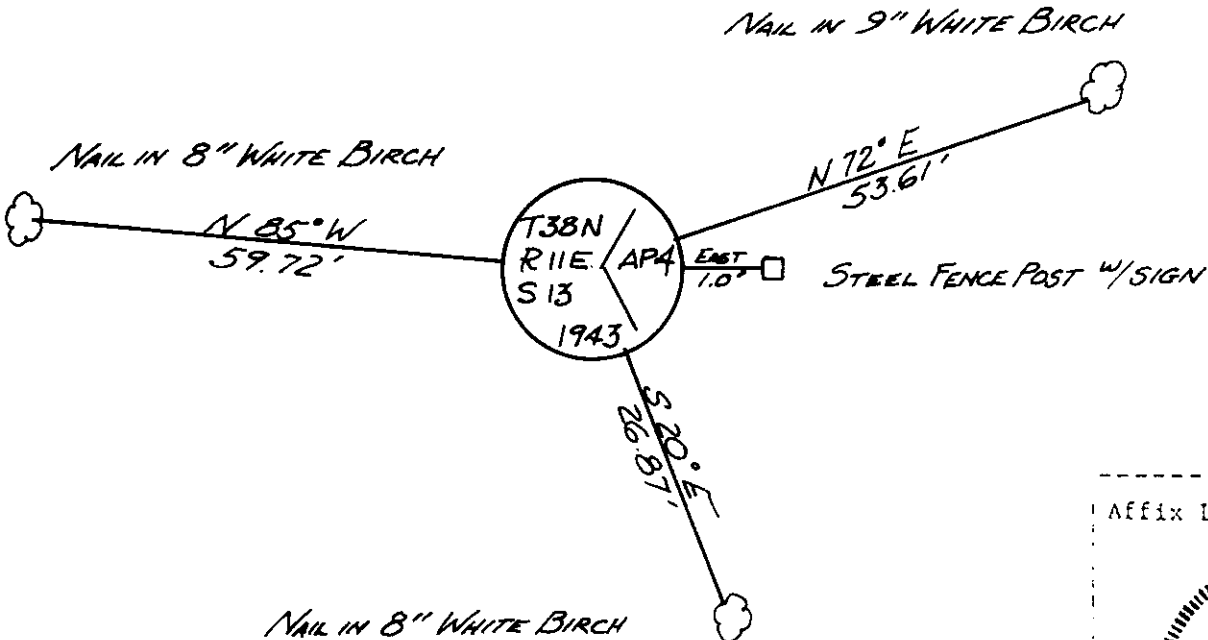 NAIL IN 9" WHITE BIRCH
NAIL IN 8" WHITE BIRCH
N 72° E
53.61'
N 85° W
59.72'
T38N
R11E
S 13
AP4
1943
EAST
1.0'
STEEL FENCE POST W/SIGN
S 20° E
26.87'
Affix
NAIL IN 8" WHITE BIRCH